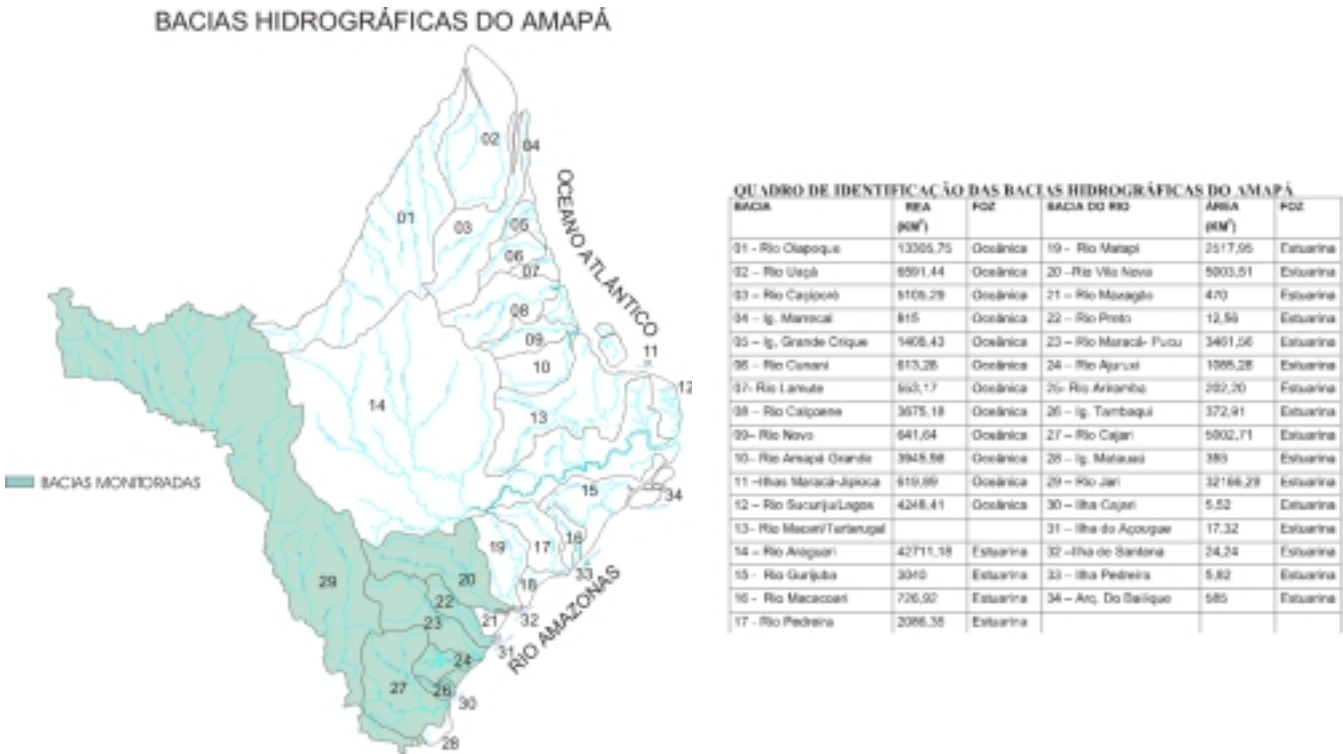 BACIAS HIDROGRÁFICAS DO AMAPÁ
02
04
OCEANO ATLÂNTICO
01
03
05
06
07
08
09
10
11
12
14
13
BACIAS MONITORADAS
15
34
19
17
16
33
29
20
18
22
21
32
23
31
RIO AMAZONAS
24
27
26
30
28
QUADRO DE IDENTIFICAÇÃO DAS BACIAS HIDROGRÁFICAS DO AMAPÁ
BACIA REA (KM²) FOZ BACIA DO RIO ÁREA (KM²) FOZ
01 - Rio Oiapoque 13305,75 Oceânica 19 - Rio Matapi 2517,95 Estuarina
02 – Rio Uaçá 6591,44 Oceânica 20 –Rio Vila Nova 5003,51 Estuarina
03 – Rio Caciporé 5105,29 Oceânica 21 – Rio Mazagão 470 Estuarina
04 – Ig. Marrecal 815 Oceânica 22 – Rio Preto 12,56 Estuarina
05 – Ig. Grande Crique 1406,43 Oceânica 23 – Rio Maracá- Pucu 3461,56 Estuarina
06 – Rio Cunani 613,28 Oceânica 24 – Rio Ajuruxi 1085,28 Estuarina
07- Rio Lamute 553,17 Oceânica 25- Rio Ariramba 202,20 Estuarina
08 – Rio Calçoene 3675,18 Oceânica 26 – Ig. Tambaqui 372,91 Estuarina
09– Rio Novo 641,64 Oceânica 27 – Rio Cajari 5002,71 Estuarina
10- Rio Amapá Grande 3945,98 Oceânica 28 – Ig. 393 Estuarina
11 –Ilhas Maracá-Jipioca 619,89 Oceânica 29 – Rio Jari 32166,29 Estuarina
12 – Rio Sucuriju/Lagos 4248,41 Oceânica 30 – Ilha Cajari 5,52 Estuarina
13- Rio 31 – Ilha do Açougue 17,32 Estuarina
14 – Rio Araguari 42711,18 Estuarina 32 –Ilha de Santana 24,24 Estuarina
15 - Rio Gurijuba 3040 Estuarina 33 – Ilha Pedreira 5,82 Estuarina
16 - Rio Macacoari 726,92 Estuarina 34 – Arq. Do Bailique 585 Estuarina
17 - Rio Pedreira 2086,38 Estuarina